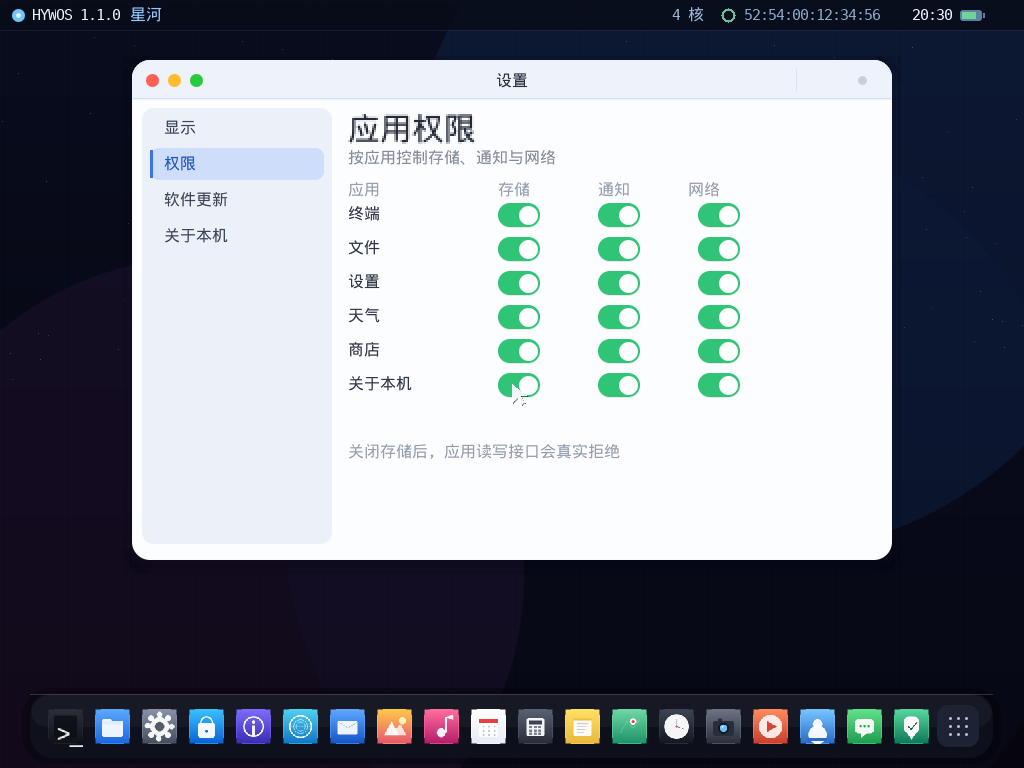 HYWOS 1.1.0 星河 4 核 52:54:00:12:34:56 20:30
设置
显示
权限
软件更新
关于本机
应用权限
按应用控制存储、通知与网络
应用 存储 通知 网络
终端
文件
设置
天气
商店
关于本机
关闭存储后，应用读写接口会真实拒绝
>_